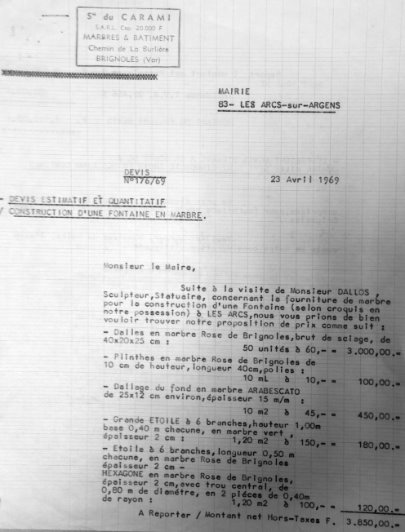 Sté du CARAMI
S.A.R.L. Cap. 20.000 F
MARBRES & BATIMENT
Chemin de La Burlière
BRIGNOLES (Var)
MAIRIE
83- LES ARCS-sur-ARGENS
DEVIS
N°176/69
23 Avril 1969
- DEVIS ESTIMATIF ET QUANTITATIF
/ CONSTRUCTION D'UNE FONTAINE EN MARBRE.
Monsieur le Maire,
Suite à la visite de Monsieur DALLOS ,
Sculpteur,Statuaire, concernant la fourniture de marbre
pour la construction d'une Fontaine (selon croquis en
notre possession) à LES ARCS,nous vous prions de bien
vouloir trouver notre proposition de prix comme suit :
- Dalles en marbre Rose de Brignoles,brut de sciage, de
40x20x25 cm :
50 unités à 60,- = 3.000,00.-
- Plinthes en marbre Rose de Brignoles de
10 cm de hauteur,longueur 40cm,polies :
10 mL à 10,- = 100,00.-
- Dallage du fond en marbre ARABESCATO
de 25x12 cm environ,épaisseur 15 m/m :
10 m2 à 45,- = 450,00.-
- Grande ETOILE à 6 branches,hauteur 1,00m
base 0,40 m chacune, en marbre vert ,
épaisseur 2 cm : 1,20 m2 à 150,- = 180,00.-
- Etoile à 6 branches,longueur 0,50 m
chacune, en marbre Rose de Brignoles
épaisseur 2 cm -
HEXAGONE en marbre Rose de Brignoles,
épaisseur 2 cm,avec trou central, de
0,80 m de diamétre, en 2 pièces de 0,40m
de rayon : 1,20 m2 à 100,- = 120,00.-
A Reporter / Montant net Hors-Taxes F. 3.850,00.-